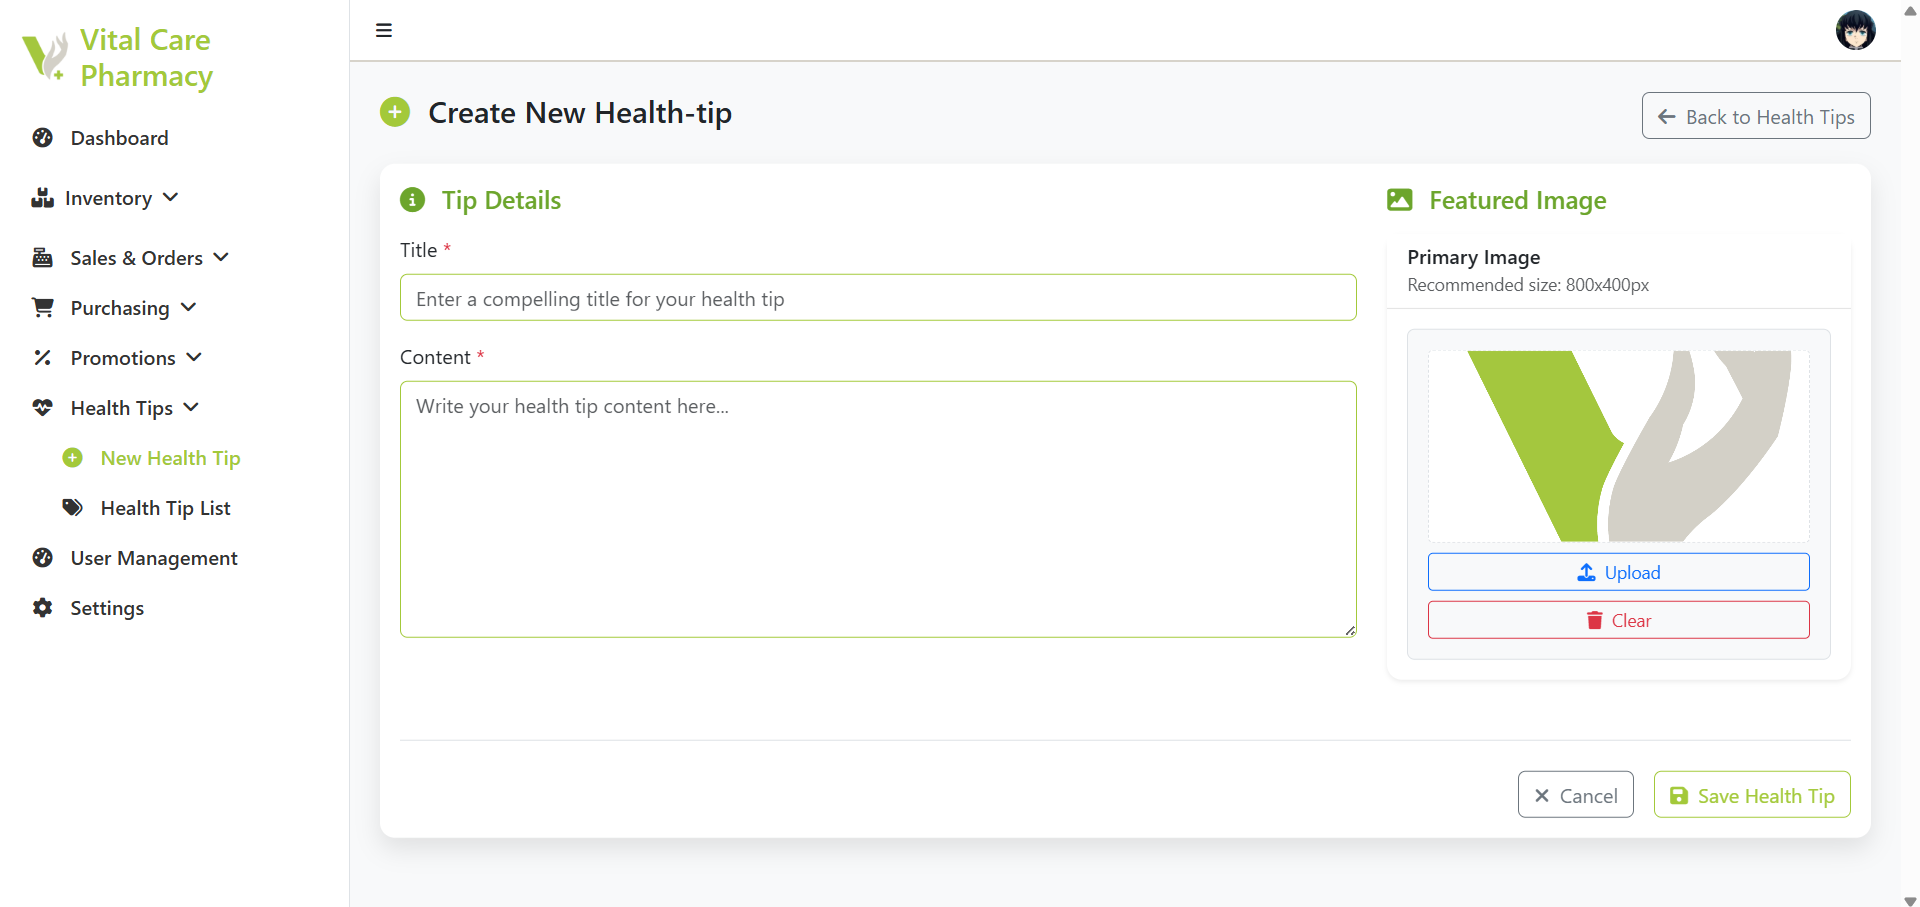 Vital Care
Pharmacy
Dashboard
Inventory
Sales & Orders
Purchasing
Promotions
Health Tips
New Health Tip
Health Tip List
User Management
Settings
Create New Health-tip
Back to Health Tips
Tip Details
Title *
Enter a compelling title for your health tip
Content *
Write your health tip content here...
Featured Image
Primary Image
Recommended size: 800x400px
Upload
Clear
Cancel
Save Health Tip